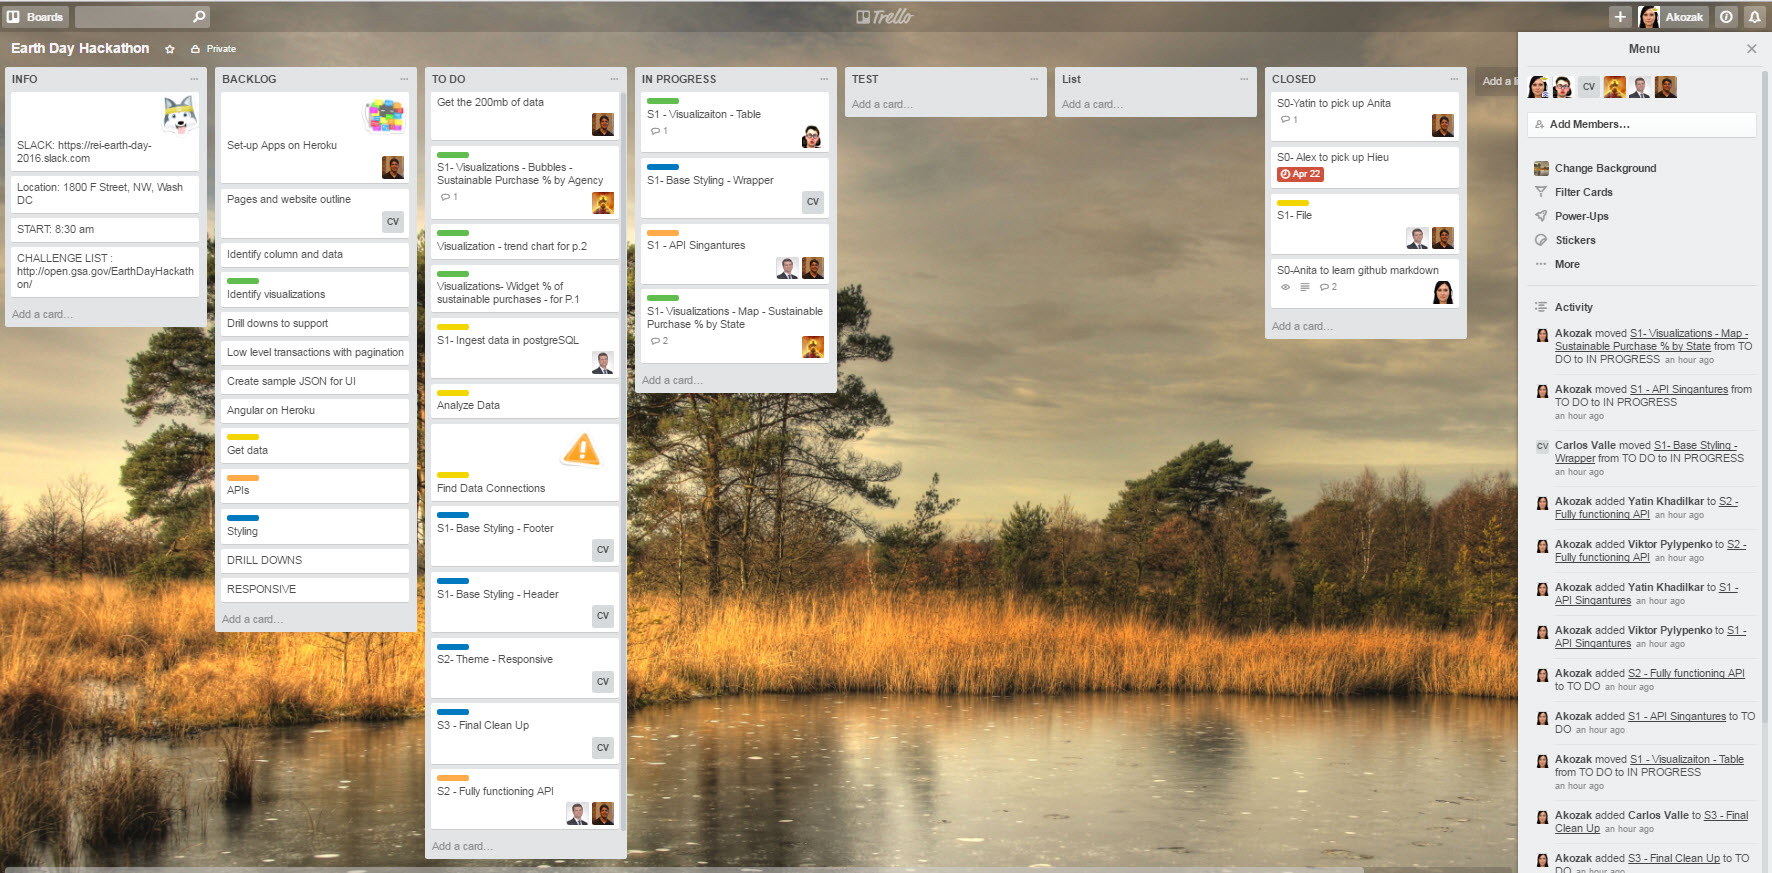 Boards
Trello
Akozak
Earth Day Hackathon
Private
INFO
SLACK: https://rei-earth-day-
2016.slack.com
Location: 1800 F Street, NW, Wash
DC
START: 8:30 am
CHALLENGE LIST :
http://open.gsa.gov/EarthDayHackath
on/
Add a card…
BACKLOG
Set-up Apps on Heroku
Pages and website outline
CV
Identify column and data
Identify visualizations
Drill downs to support
Low level transactions with pagination
Create sample JSON for UI
Angular on Heroku
Get data
APIs
Styling
DRILL DOWNS
RESPONSIVE
Add a card…
TO DO
Get the 200mb of data
S1- Visualizations - Bubbles -
Sustainable Purchase % by Agency
1
Visualization - trend chart for p.2
Visualizations- Widget % of
sustainable purchases - for P.1
S1- Ingest data in postgreSQL
Analyze Data
Find Data Connections
S1- Base Styling - Footer
CV
S1- Base Styling - Header
CV
S2- Theme - Responsive
CV
S3 - Final Clean Up
CV
S2 - Fully functioning API
Add a card…
IN PROGRESS
S1 - Visualizaiton - Table
1
S1- Base Styling - Wrapper
CV
S1 - API Singantures
S1- Visualizations - Map - Sustainable
Purchase % by State
2
Add a card…
TEST
Add a card…
List
Add a card…
CLOSED
S0-Yatin to pick up Anita
1
S0- Alex to pick up Hieu
Apr 22
S1- File
S0-Anita to learn github markdown
2
Add a card…
Add a li
Menu
CV
Add Members…
Change Background
Filter Cards
Power-Ups
Stickers
More
Activity
Akozak moved S1- Visualizations - Map -
Sustainable Purchase % by State from TO
DO to IN PROGRESS an hour ago
Akozak moved S1 - API Singantures from
TO DO to IN PROGRESS
an hour ago
CV
Carlos Valle moved S1- Base Styling -
Wrapper from TO DO to IN PROGRESS
an hour ago
Akozak added Yatin Khadilkar to S2 -
Fully functioning API an hour ago
Akozak added Viktor Pylypenko to S2 -
Fully functioning API an hour ago
Akozak added Yatin Khadilkar to S1 -
API Singantures an hour ago
Akozak added Viktor Pylypenko to S1 -
API Singantures an hour ago
Akozak added S2 - Fully functioning API
to TO DO an hour ago
Akozak added S1 - API Singantures to TO
DO an hour ago
Akozak moved S1 - Visualizaiton - Table
from TO DO to IN PROGRESS
an hour ago
Akozak added Carlos Valle to S3 - Final
Clean Up an hour ago
Akozak added S3 - Final Clean Up to TO
DO an hour ago